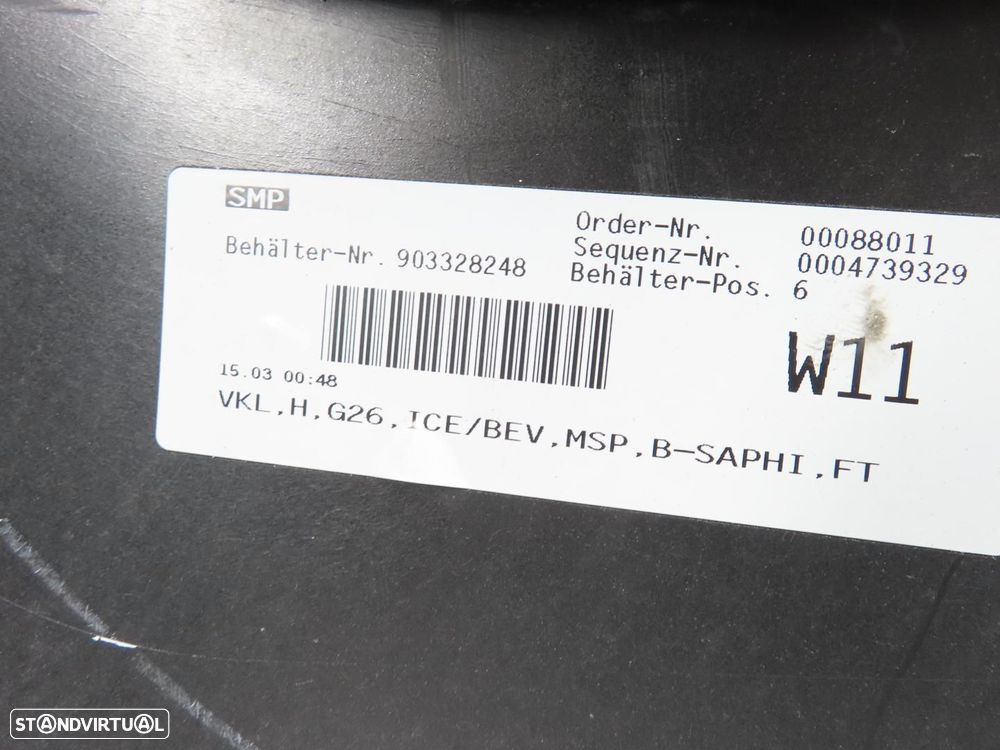 SMP
Behälter-Nr. 903328248
Order-Nr. 00088011
Sequenz-Nr. 0004739329
Behälter-Pos. 6
W11
15.03 00:48
VKL,H,G26,ICE/BEV,MSP,B-SAPHI,FT
STANDVIRTUAL